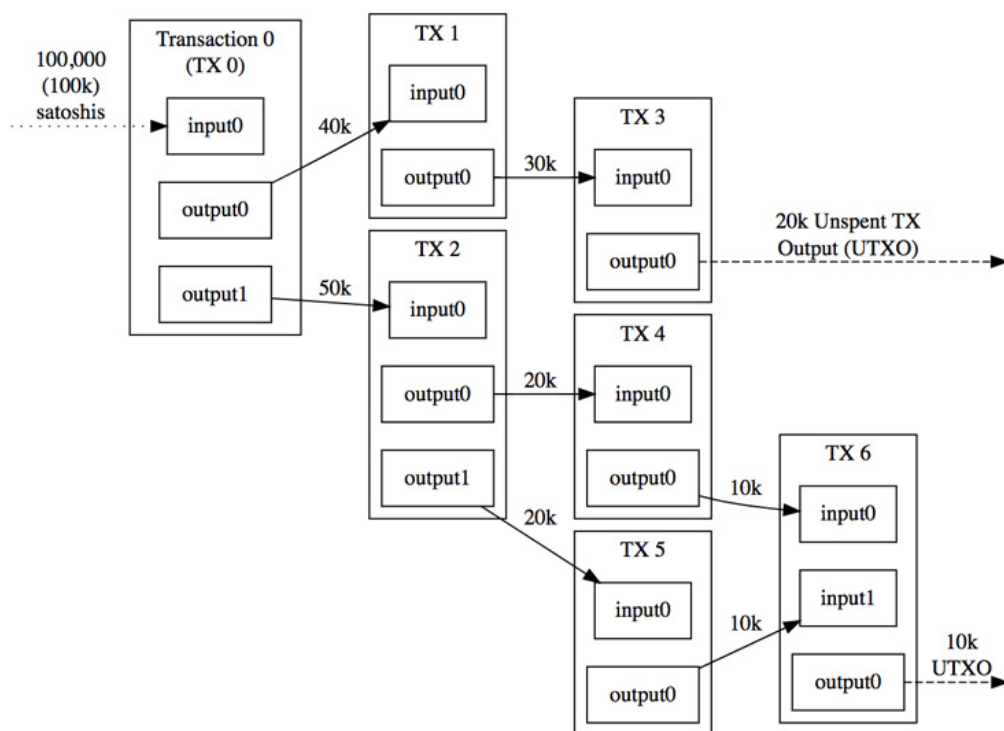 100,000
(100k)
satoshis
Transaction 0
(TX 0)
input0
output0
output1
40k
50k
TX 1
input0
output0
30k
TX 2
input0
output0
output1
20k
20k
TX 3
input0
output0
20k Unspent TX
Output (UTXO)
TX 4
input0
output0
10k
TX 5
input0
output0
10k
TX 6
input0
input1
output0
10k
UTXO